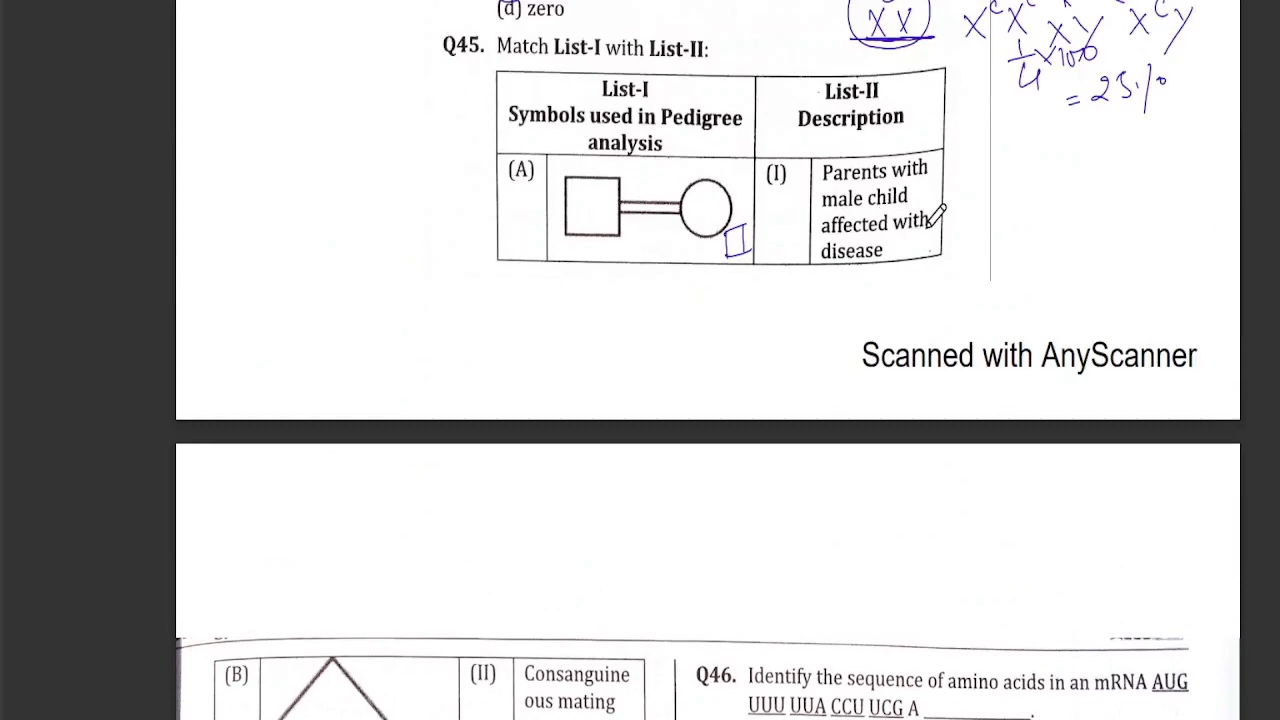 (d) zero
X X
= 25%
Q45. Match List-I with List-II:
List-I
Symbols used in Pedigree
analysis
List-II
Description
(A)
(I)
Parents with
male child
affected with
disease
Scanned with AnyScanner
(B)
(II)
Consanguine
ous mating
Q46. Identify the sequence of amino acids in an mRNA AUG
UUU UUA CCU UCG A __________.